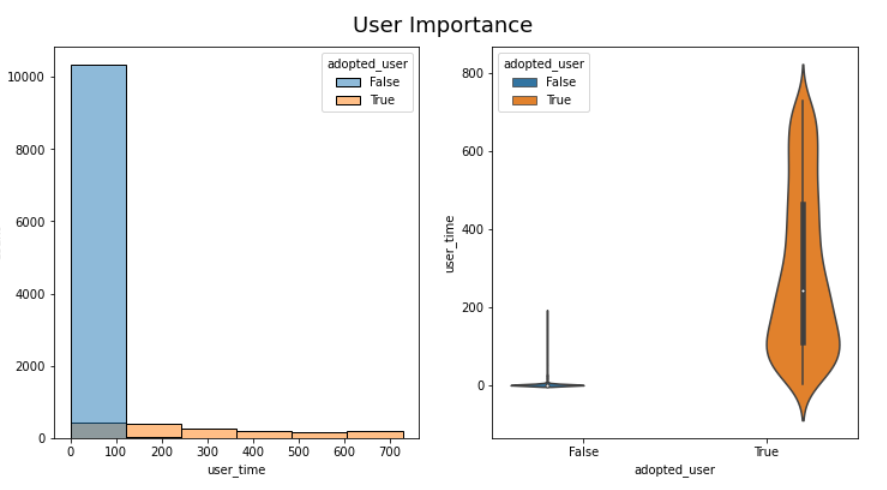 User Importance
adopted_user
False
True
10000
8000
6000
4000
2000
0
0 100 200 300 400 500 600 700
user_time
adopted_user
False
True
800
600
400
200
0
user_time
False True
adopted_user